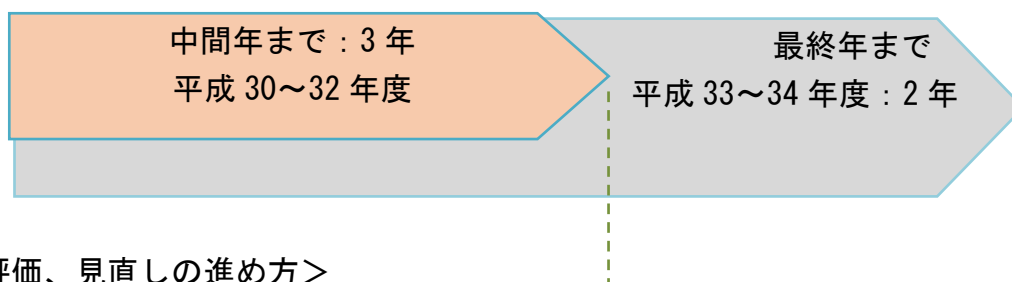 中間年まで：3 年
平成 30～32 年度
最終年まで
平成 33～34 年度：2 年
評価、見直しの進め方＞